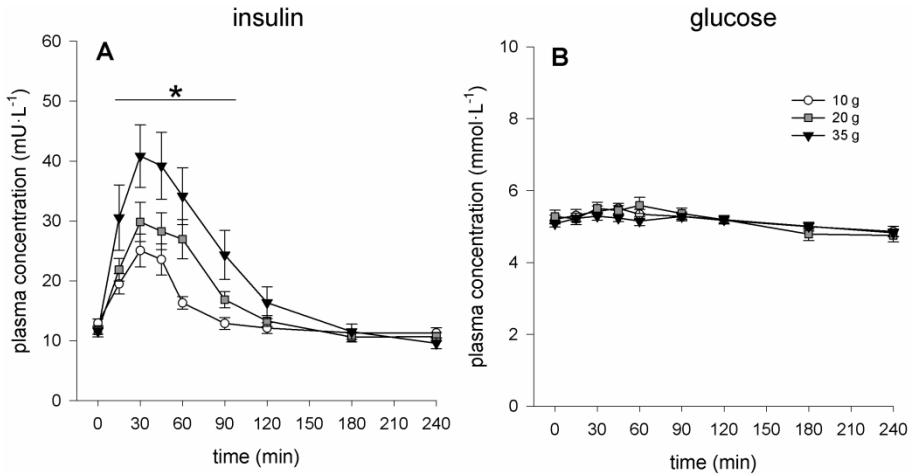 insulin
A
*
plasma concentration (mU·L⁻¹)
60
50
40
30
20
10
0
0 30 60 90 120 150 180 210 240
time (min)
glucose
B
10 g
20 g
35 g
plasma concentration (mmol·L⁻¹)
10
8
6
4
2
0
0 30 60 90 120 150 180 210 240
time (min)